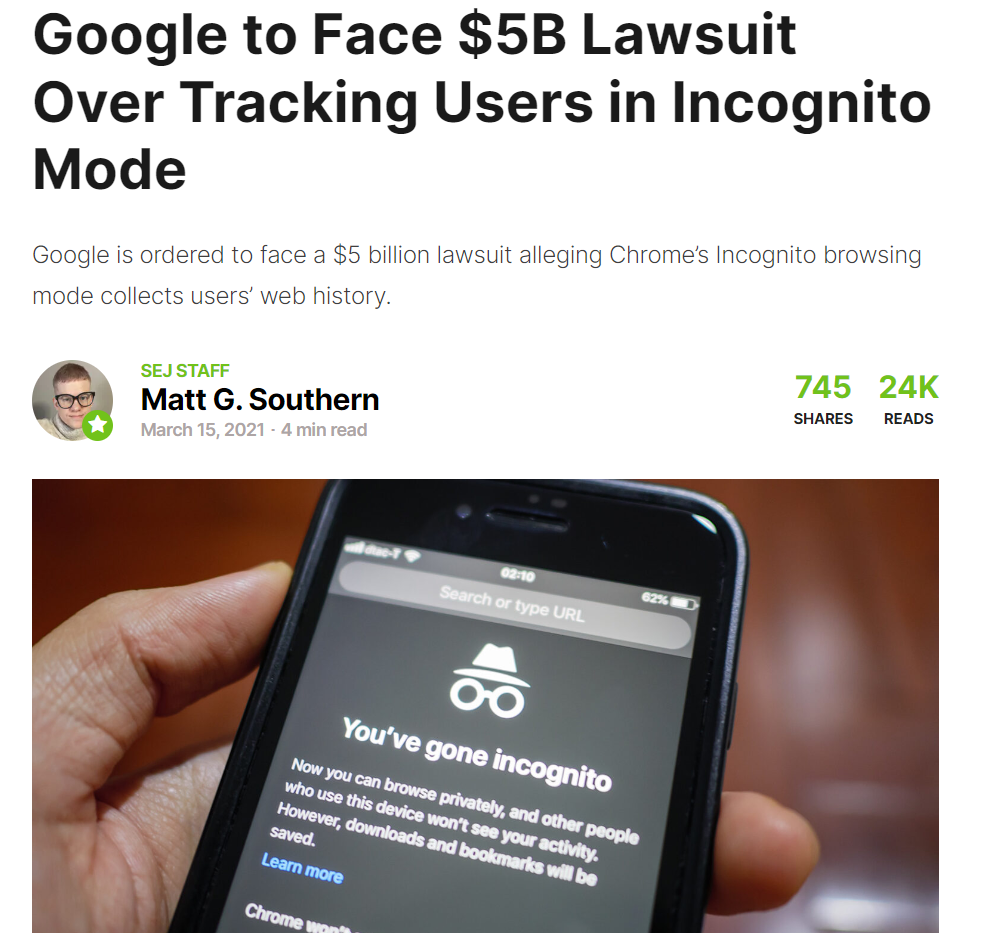 Google to Face $5B Lawsuit
Over Tracking Users in Incognito
Mode
Google is ordered to face a $5 billion lawsuit alleging Chrome’s Incognito browsing
mode collects users’ web history.
SEJ STAFF
Matt G. Southern
March 15, 2021 · 4 min read
745 24K
SHARES READS
02:10
62%
Search or type URL
You’ve gone incognito
Now you can browse privately, and other people
who use this device won’t see your activity.
However, downloads and bookmarks will be
saved.
Learn more
Chrome won’t